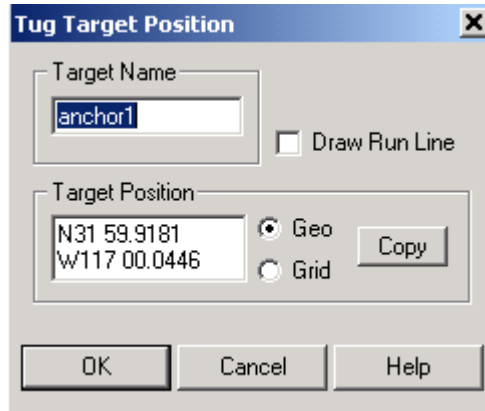 Tug Target Position
Target Name
anchor1
Draw Run Line
Target Position
N31 59.9181
W117 00.0446
Geo
Grid
Copy
OK
Cancel
Help